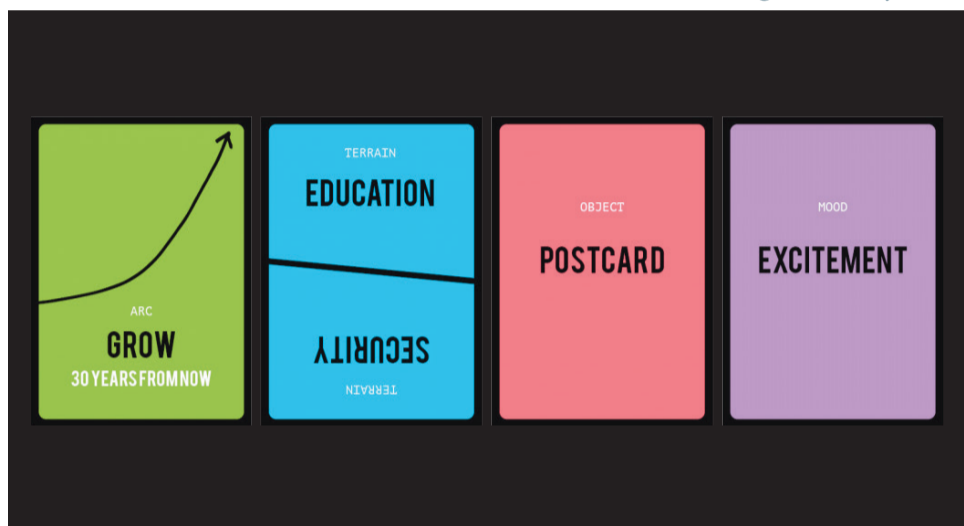 ARC
GROW
30 YEARS FROM NOW
TERRAIN
EDUCATION
SECURITY
TERRAIN
OBJECT
POSTCARD
MOOD
EXCITEMENT